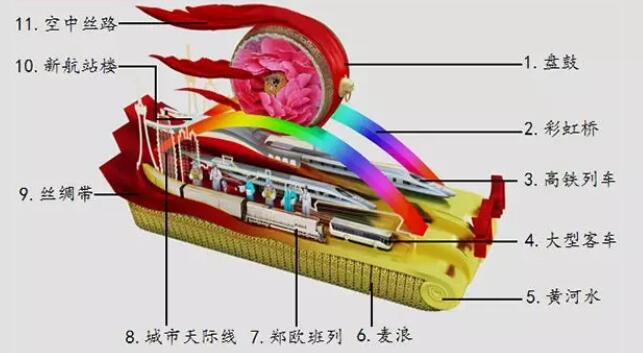 11.空中丝路
10.新航站楼
1.盘鼓
2.彩虹桥
3.高铁列车
9.丝绸带
4.大型客车
5.黄河水
8.城市天际线
7.郑欧班列
6.麦浪